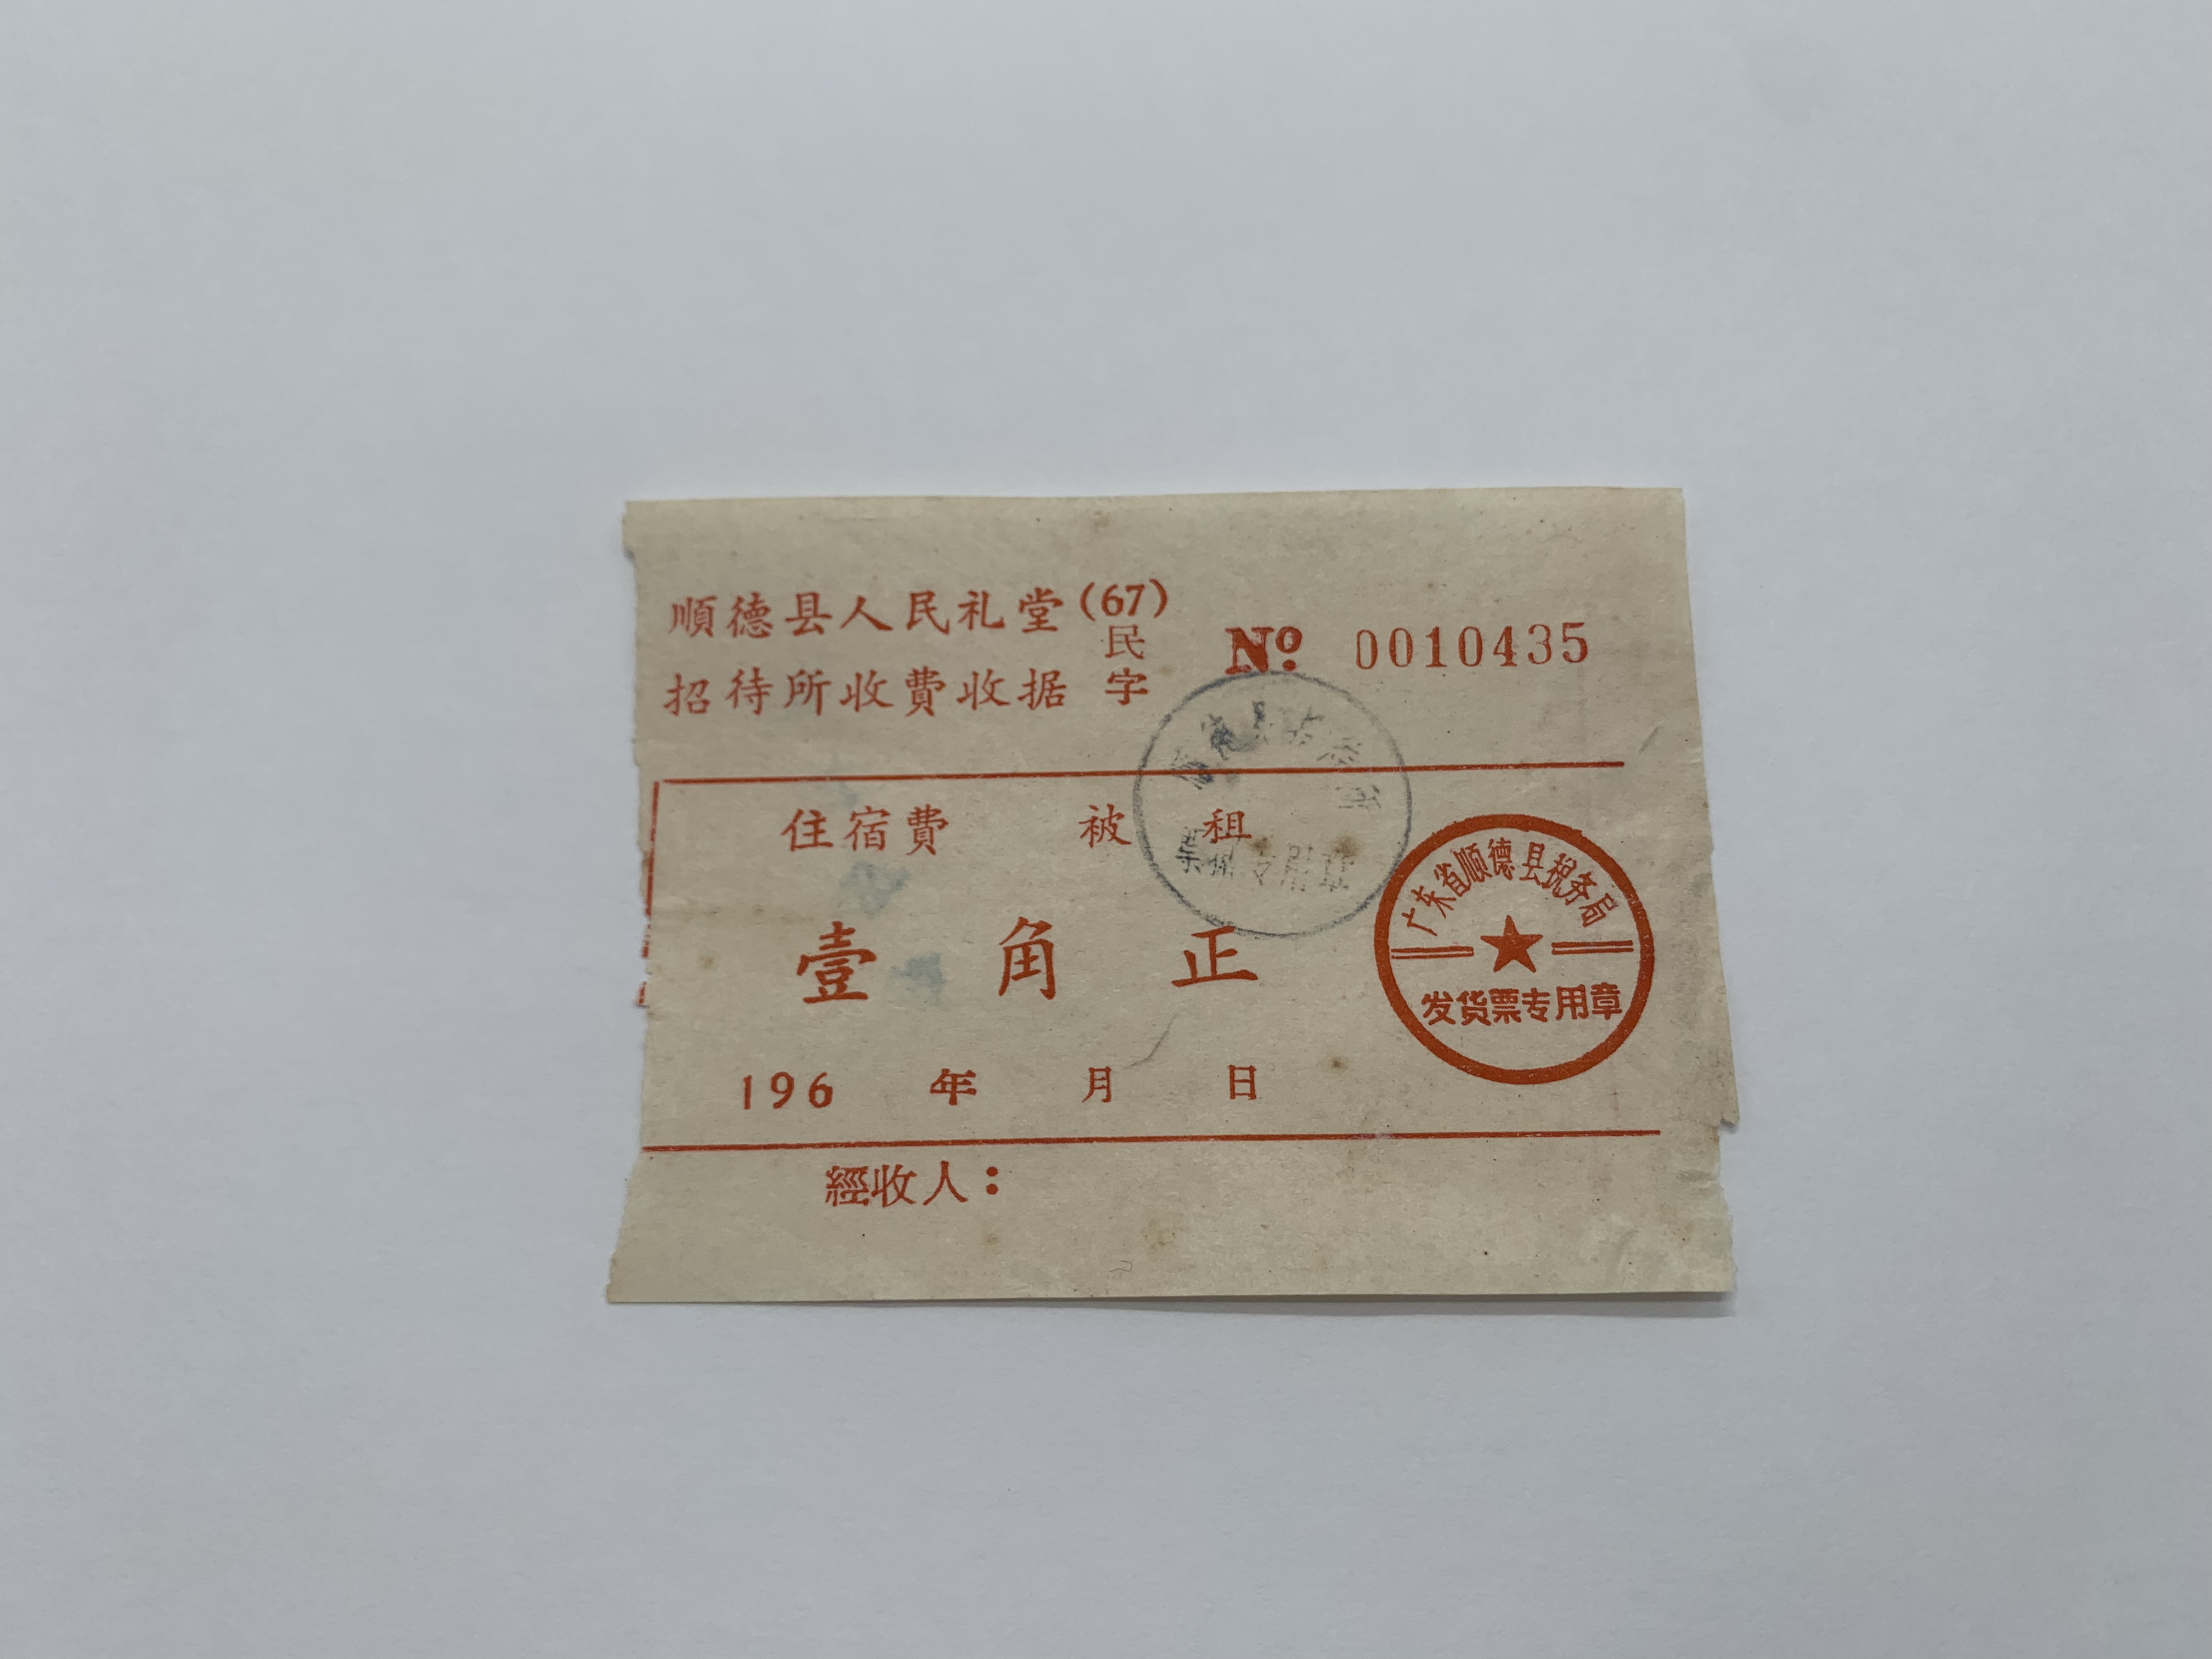 順德县人民礼堂(67)
招待所收費收据 民字
№ 0010435
住宿費 被租
壹角正
广东省顺德县税务局
发货票专用章
196 年 月 日
經收人：